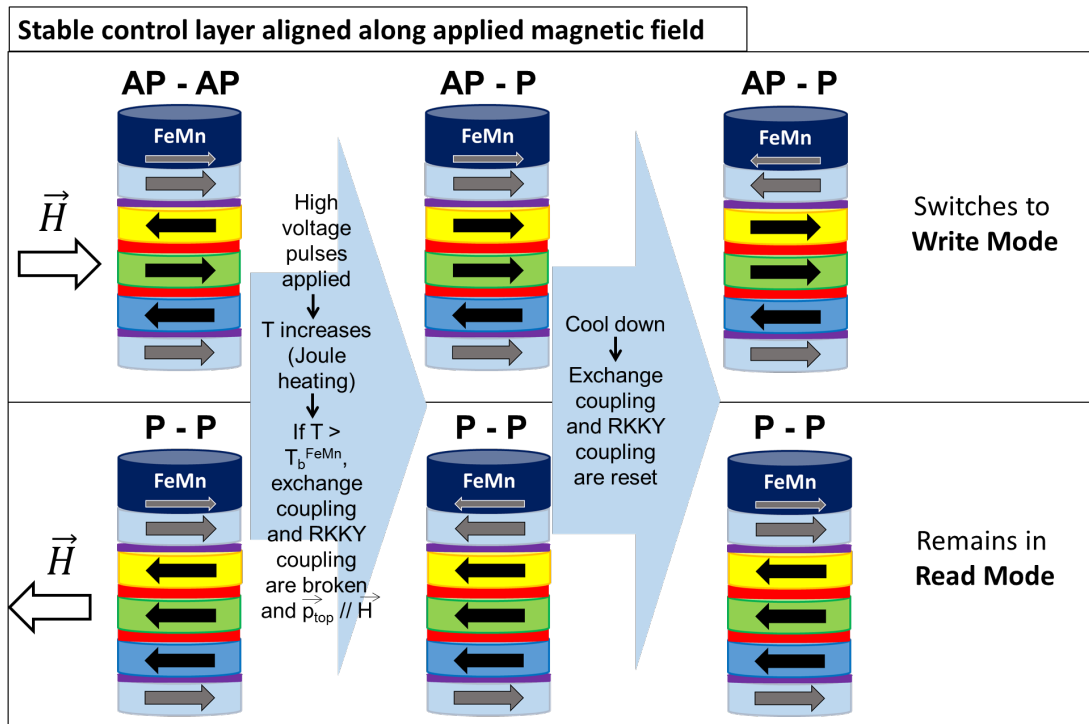 Stable control layer aligned along applied magnetic field
AP - AP
AP - P
AP - P
FeMn
FeMn
FeMn
H
High
voltage
pulses
applied
T increases
(Joule
heating)
If T >
T_b^FeMn,
exchange
coupling
and RKKY
coupling
are broken
and p_top // H
Cool down
Exchange
coupling
and RKKY
coupling
are reset
Switches to
Write Mode
P - P
P - P
P - P
FeMn
FeMn
FeMn
H
Remains in
Read Mode